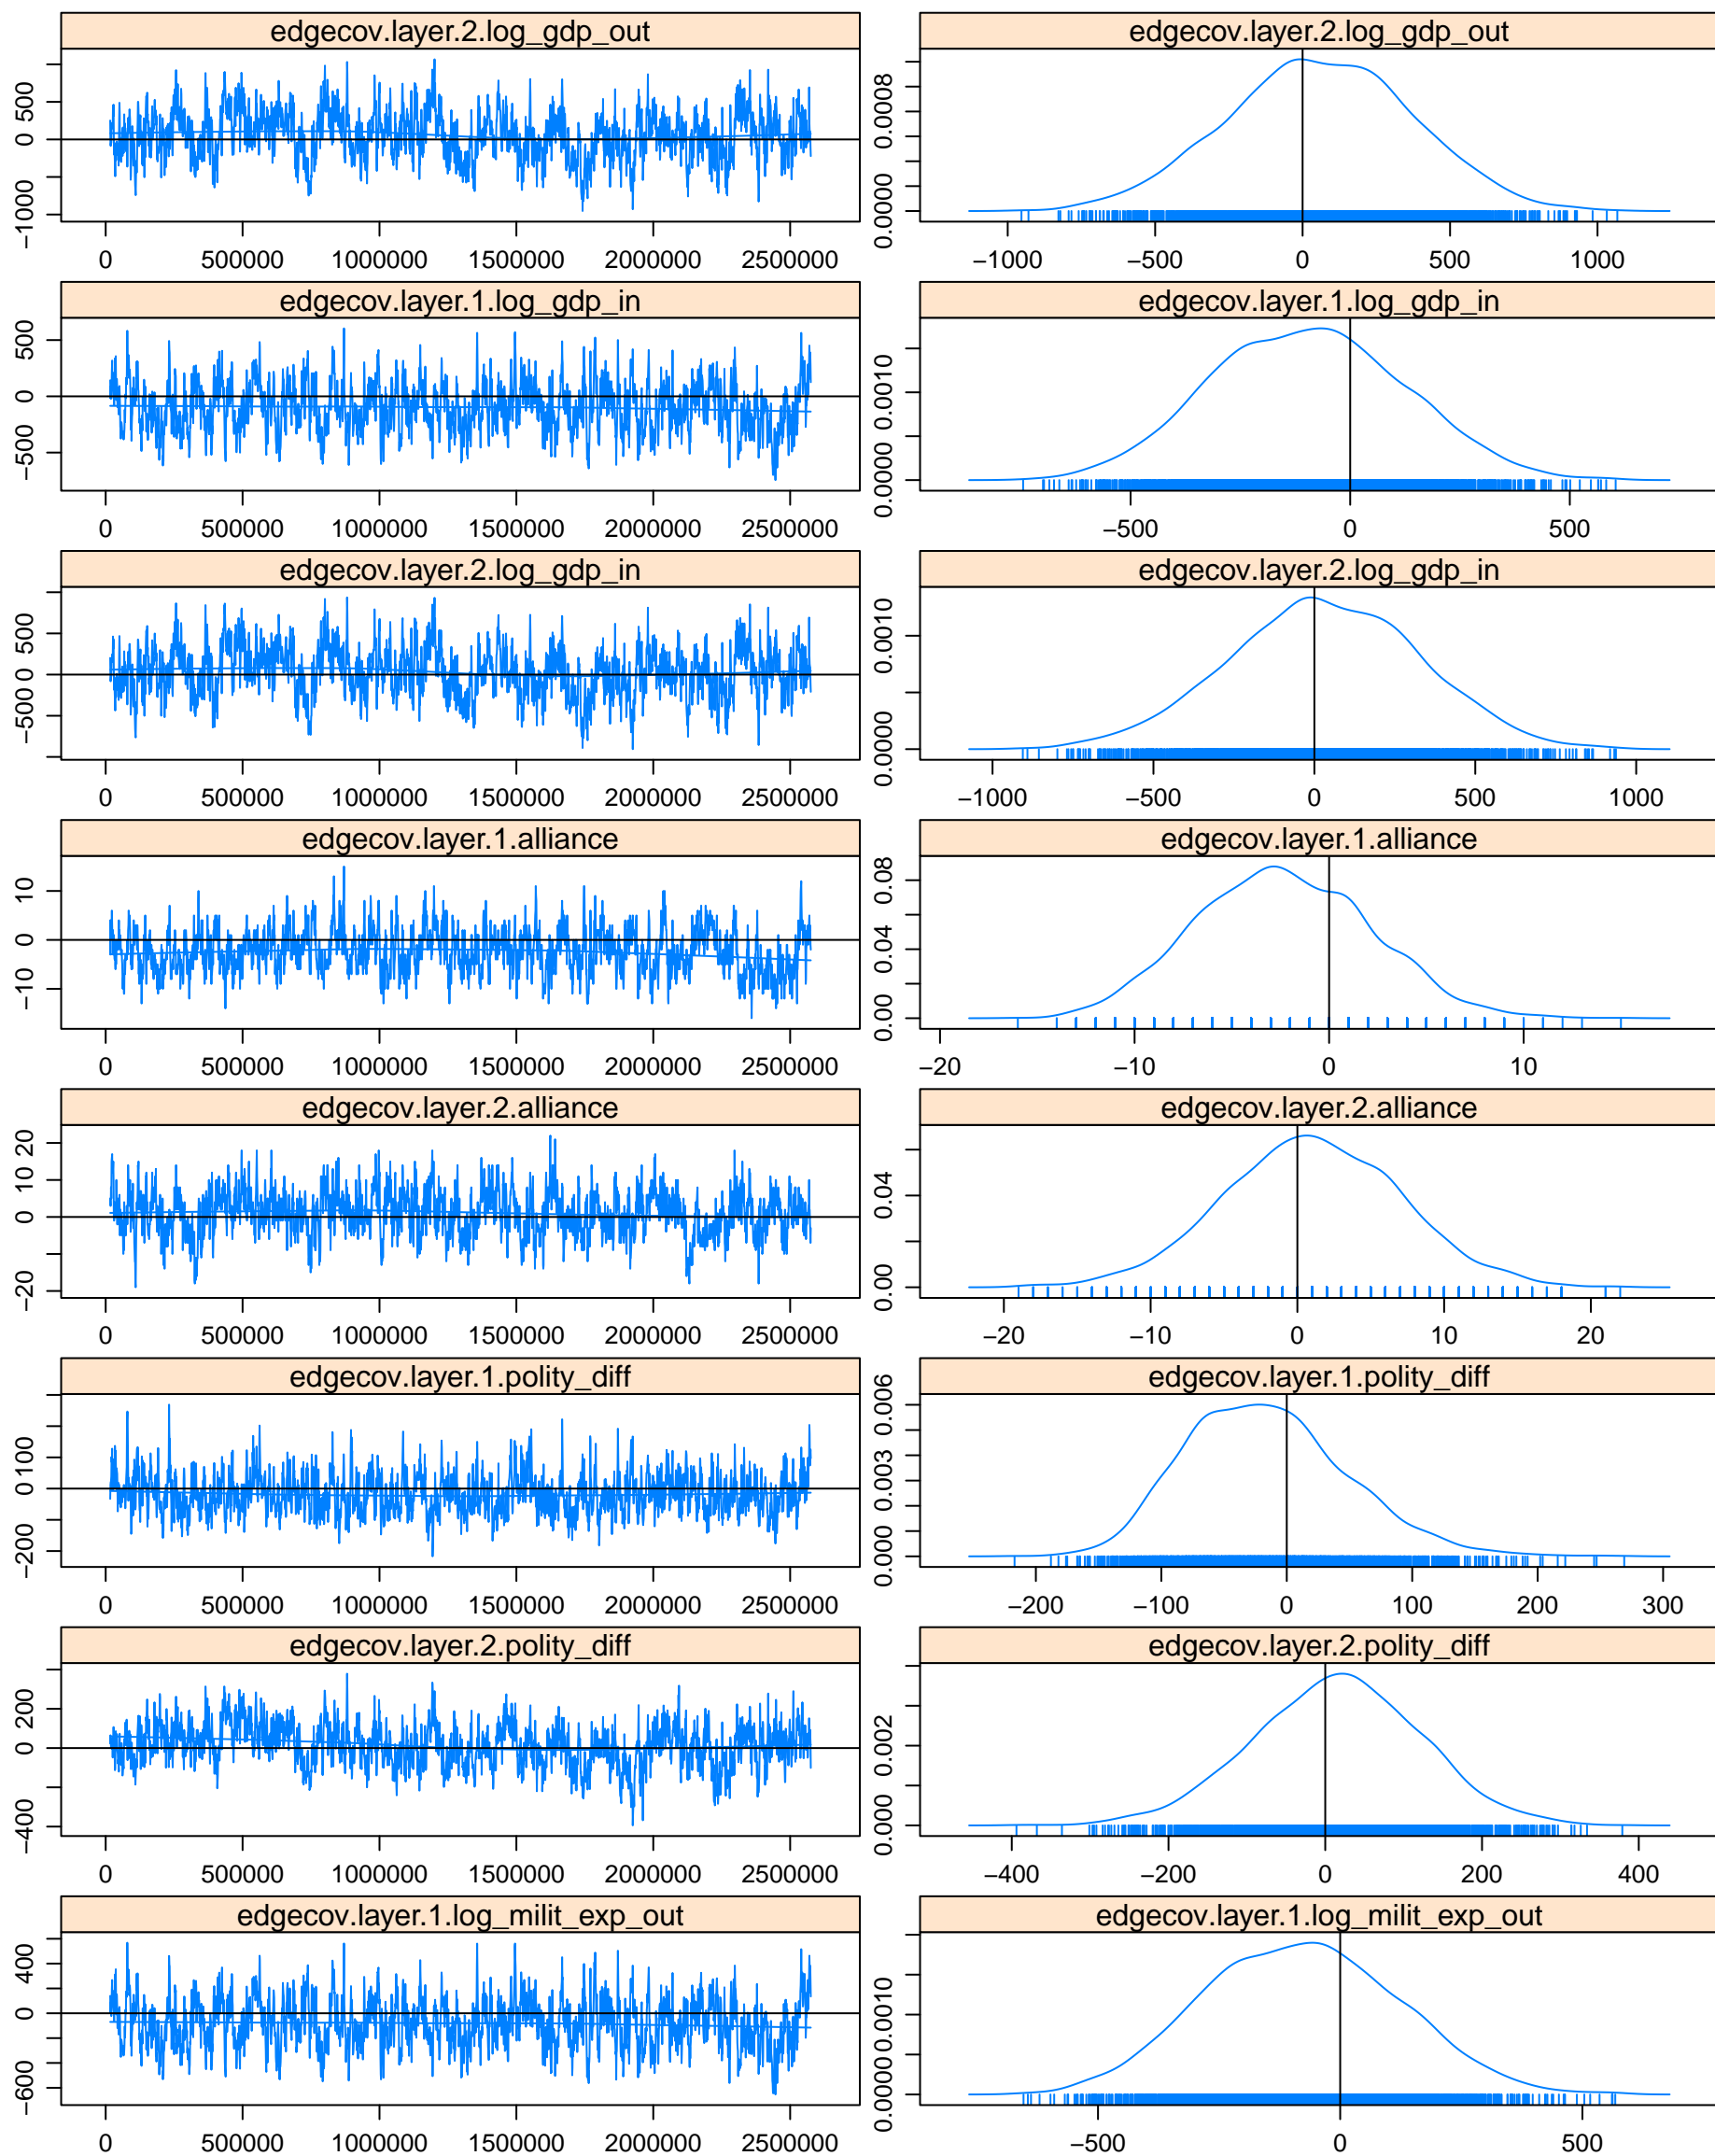 edgecov.layer.2.log_gdp_out edgecov.layer.2.log_gdp_out
−1000 0 500
0.0000 0.0008
0 500000 1000000 1500000 2000000 2500000 −1000 −500 0 500 1000
edgecov.layer.1.log_gdp_in edgecov.layer.1.log_gdp_in
−500 0 500
0.0000 0.0010
0 500000 1000000 1500000 2000000 2500000 −500 0 500
edgecov.layer.2.log_gdp_in edgecov.layer.2.log_gdp_in
−500 0 500
0.0000 0.0010
0 500000 1000000 1500000 2000000 2500000 −1000 −500 0 500 1000
edgecov.layer.1.alliance edgecov.layer.1.alliance
−10 0 10
0.00 0.04 0.08
0 500000 1000000 1500000 2000000 2500000 −20 −10 0 10
edgecov.layer.2.alliance edgecov.layer.2.alliance
−20 0 10 20
0.00 0.04
0 500000 1000000 1500000 2000000 2500000 −20 −10 0 10 20
edgecov.layer.1.polity_diff edgecov.layer.1.polity_diff
−200 0 100
0.000 0.003 0.006
0 500000 1000000 1500000 2000000 2500000 −200 −100 0 100 200 300
edgecov.layer.2.polity_diff edgecov.layer.2.polity_diff
−400 0 200
0.000 0.002
0 500000 1000000 1500000 2000000 2500000 −400 −200 0 200 400
edgecov.layer.1.log_milit_exp_out edgecov.layer.1.log_milit_exp_out
−600 0 400
0.0000 0.0010
0 500000 1000000 1500000 2000000 2500000 −500 0 500